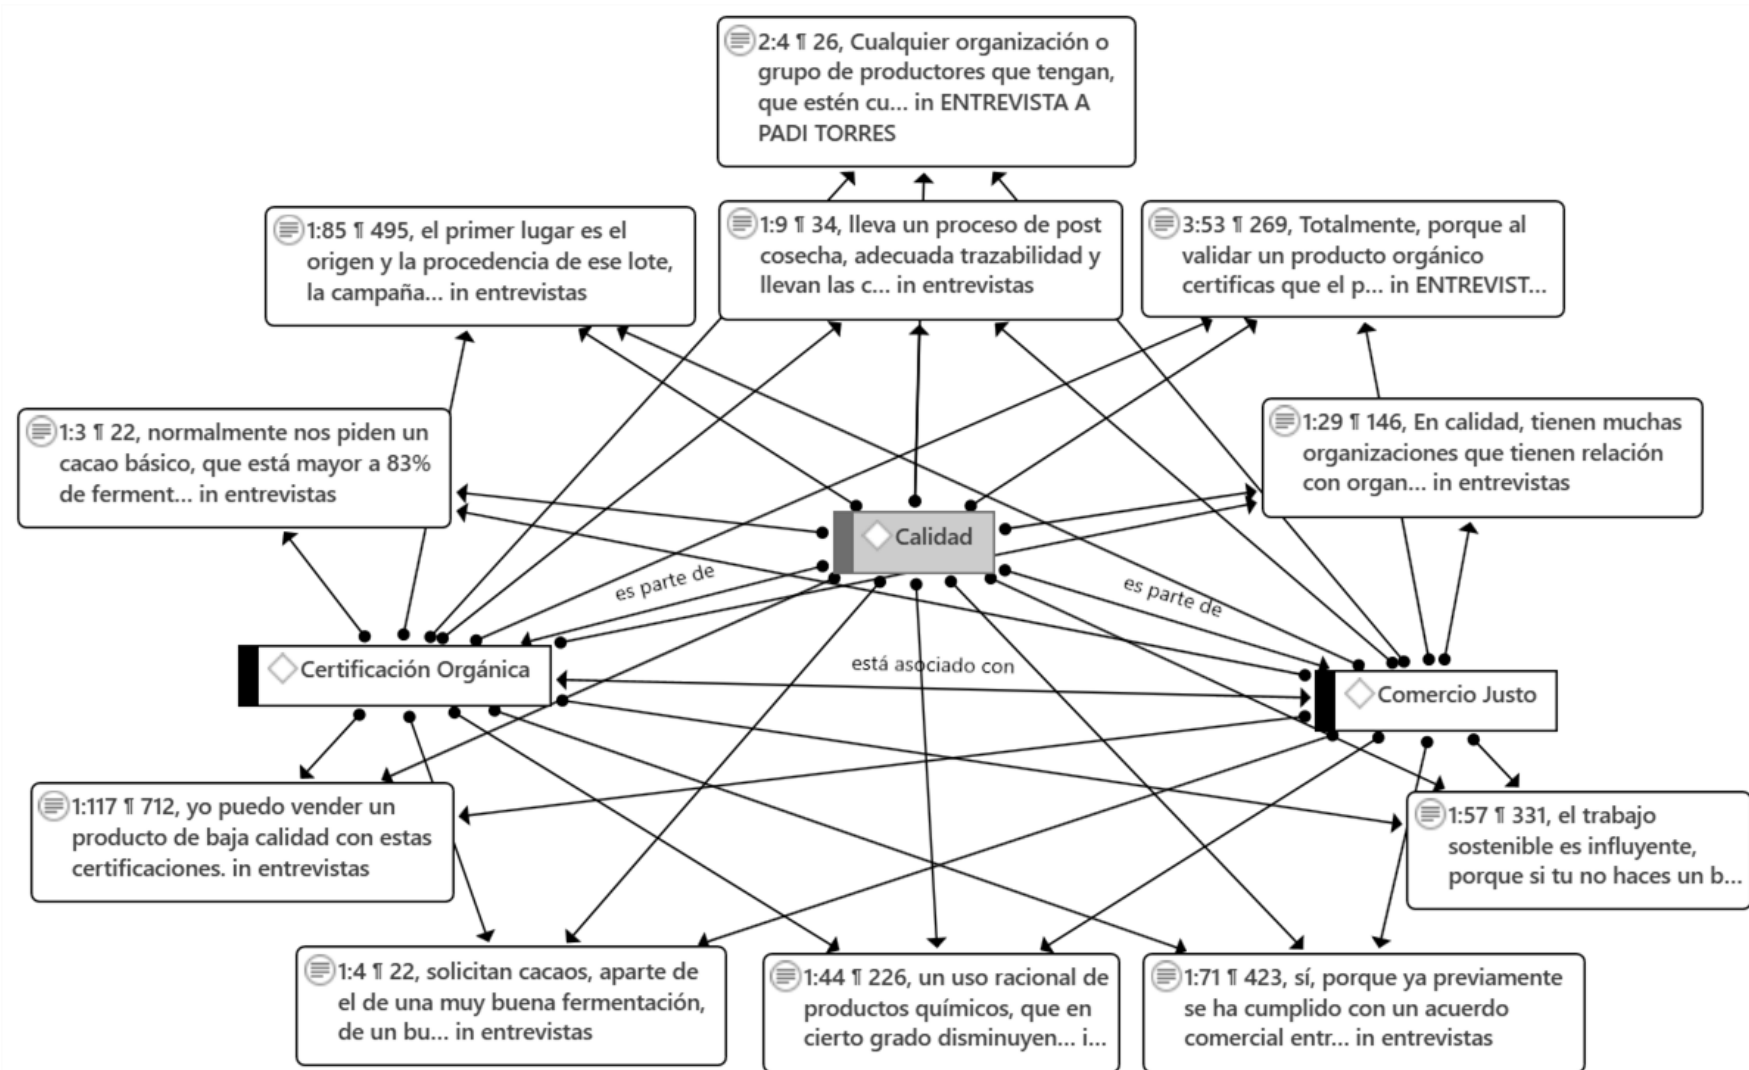 2:4 ¶ 26, Cualquier organización o
grupo de productores que tengan,
que estén cu... in ENTREVISTA A
PADI TORRES
1:85 ¶ 495, el primer lugar es el
origen y la procedencia de ese lote,
la campaña... in entrevistas
1:9 ¶ 34, lleva un proceso de post
cosecha, adecuada trazabilidad y
llevan las c... in entrevistas
3:53 ¶ 269, Totalmente, porque al
validar un producto orgánico
certificas que el p... in ENTREVIST...
1:3 ¶ 22, normalmente nos piden un
cacao básico, que está mayor a 83%
de ferment... in entrevistas
1:29 ¶ 146, En calidad, tienen muchas
organizaciones que tienen relación
con organ... in entrevistas
Calidad
es parte de
es parte de
está asociado con
Certificación Orgánica
Comercio Justo
1:117 ¶ 712, yo puedo vender un
producto de baja calidad con estas
certificaciones. in entrevistas
1:57 ¶ 331, el trabajo
sostenible es influyente,
porque si tu no haces un b...
1:4 ¶ 22, solicitan cacaos, aparte de
el de una muy buena fermentación,
de un bu... in entrevistas
1:44 ¶ 226, un uso racional de
productos químicos, que en
cierto grado disminuyen... i...
1:71 ¶ 423, sí, porque ya previamente
se ha cumplido con un acuerdo
comercial entr... in entrevistas